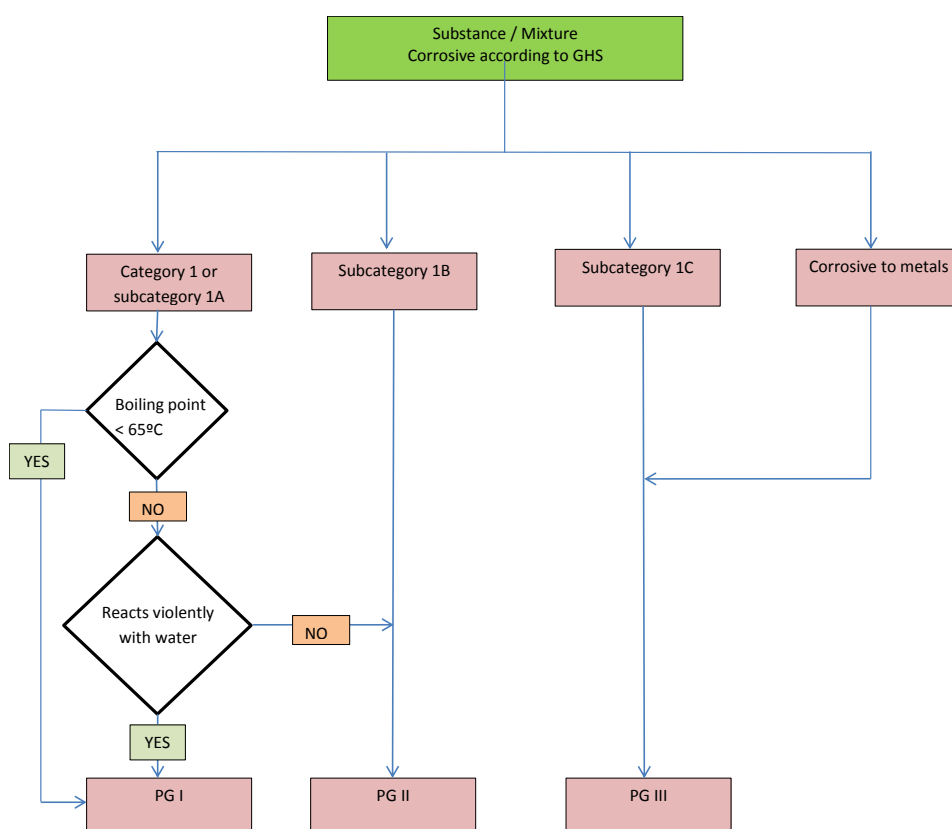 Substance / Mixture
Corrosive according to GHS
Category 1 or
subcategory 1A
Subcategory 1B
Subcategory 1C
Corrosive to metals
Boiling point
< 65ºC
YES
NO
Reacts violently
with water
NO
YES
PG I
PG II
PG III